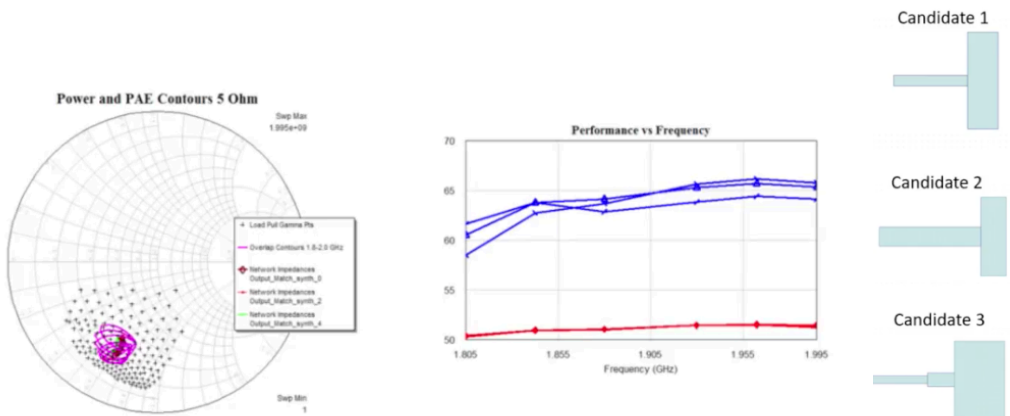 Candidate 1
Power and PAE Contours 5 Ohm
Swp Max
1.995e+09
Load Pull Gamma Pts
Overlap Contours 1.8-2.0 GHz
Network Impedances
Output_Match_synth_0
Network Impedances
Output_Match_synth_2
Network Impedances
Output_Match_synth_4
Swp Min
1
Performance vs Frequency
70
65
60
55
50
1.805
1.855
1.905
1.955
1.995
Frequency (GHz)
Candidate 2
Candidate 3